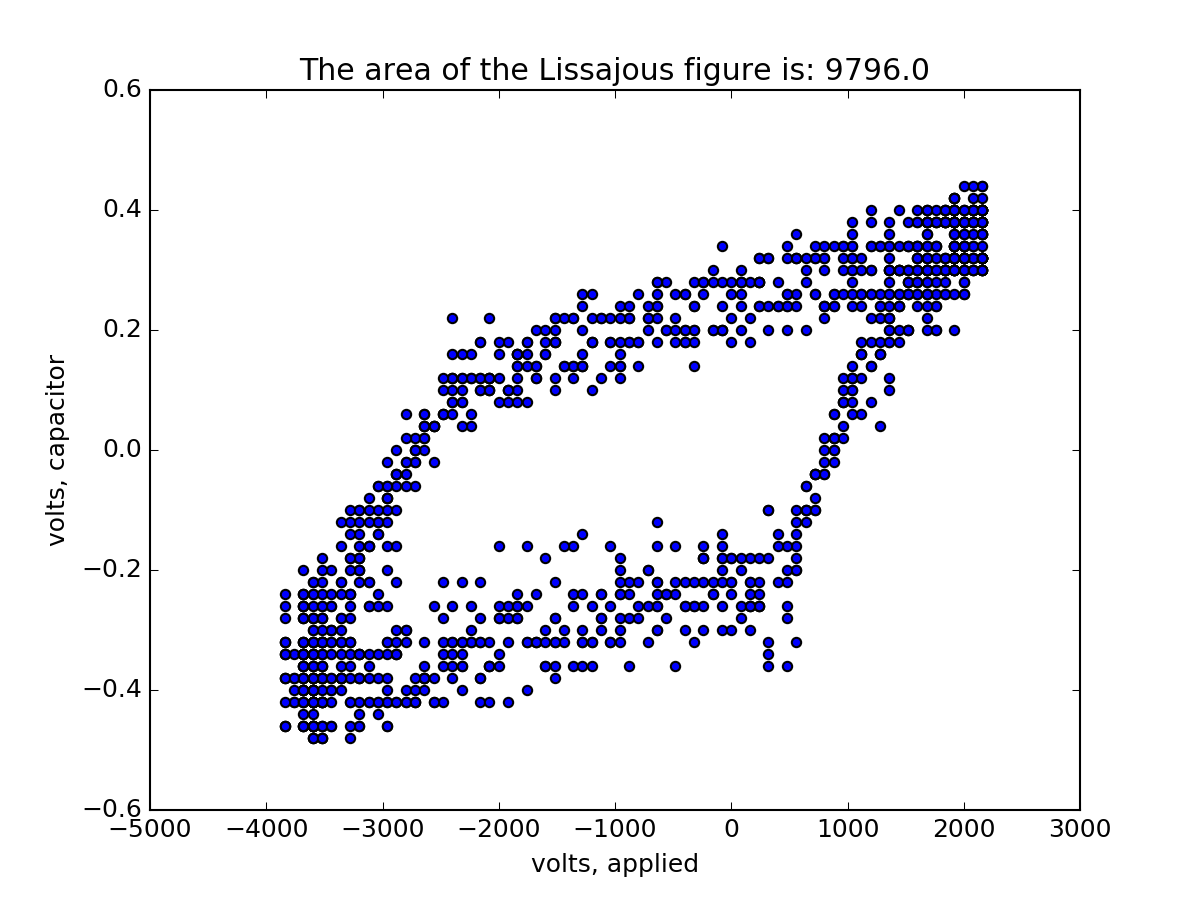 The area of the Lissajous figure is: 9796.0
0.6
0.4
0.2
0.0
−0.2
−0.4
−0.6
volts, capacitor
−5000 −4000 −3000 −2000 −1000 0 1000 2000 3000
volts, applied